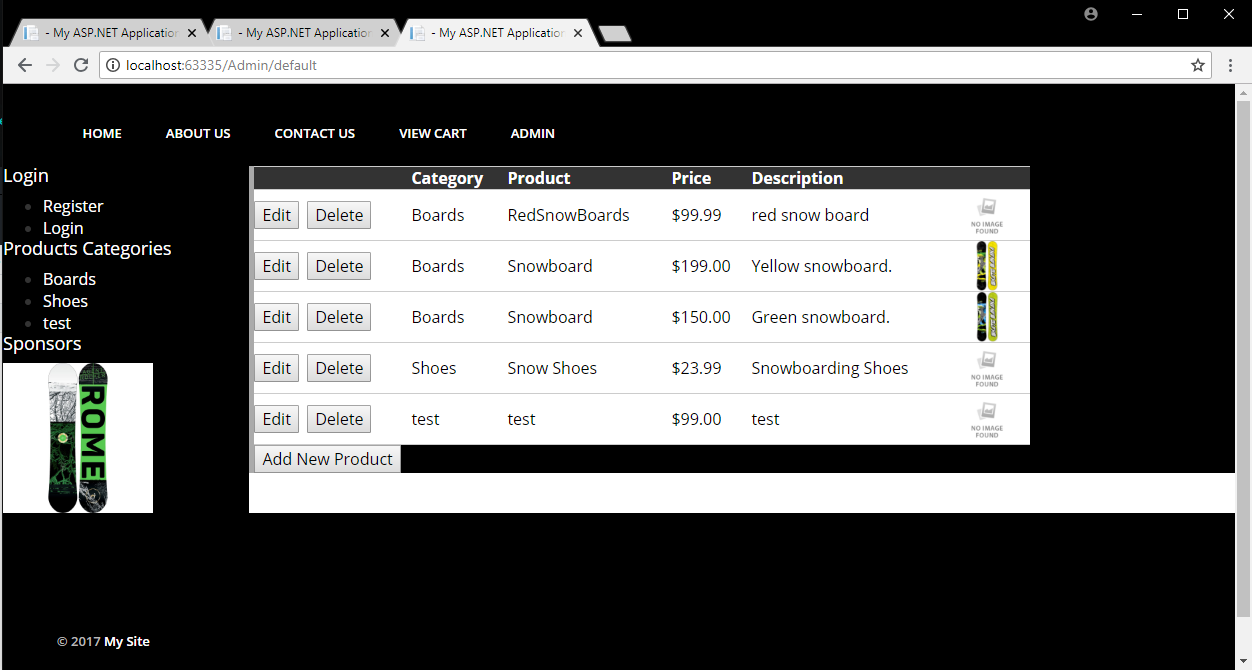 - My ASP.NET Application
- My ASP.NET Application
- My ASP.NET Application
localhost:63335/Admin/default
HOME ABOUT US CONTACT US VIEW CART ADMIN
Login
Register
Login
Products Categories
Boards
Shoes
test
Sponsors
ROME
Category Product Price Description
Edit Delete Boards RedSnowBoards $99.99 red snow board NO IMAGE FOUND
Edit Delete Boards Snowboard $199.00 Yellow snowboard.
Edit Delete Boards Snowboard $150.00 Green snowboard.
Edit Delete Shoes Snow Shoes $23.99 Snowboarding Shoes NO IMAGE FOUND
Edit Delete test test $99.00 test NO IMAGE FOUND
Add New Product
© 2017 My Site